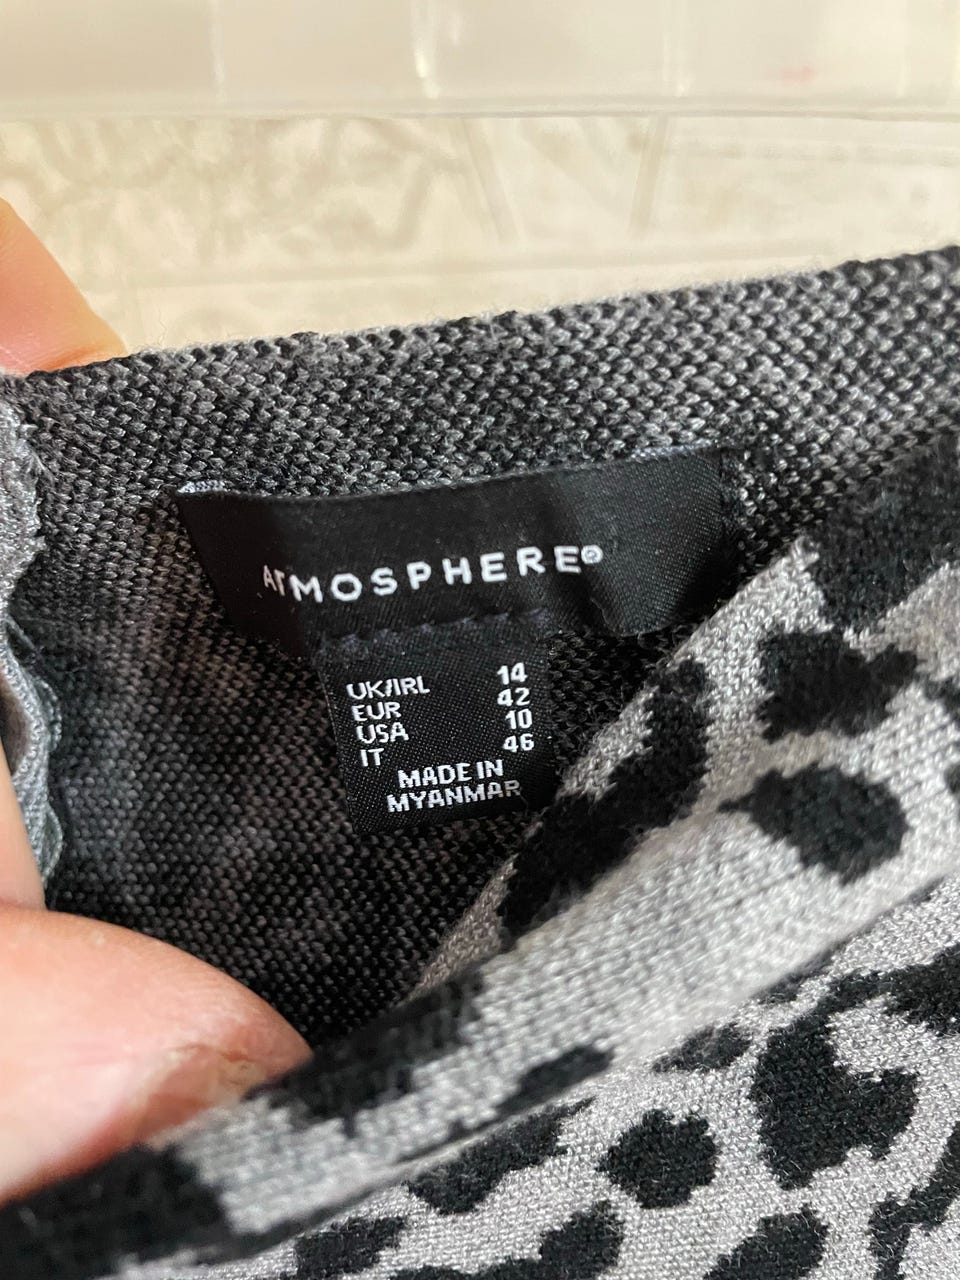 ATMOSPHERE®
UK/IRL 14
EUR 42
USA 10
IT 46
MADE IN
MYANMAR